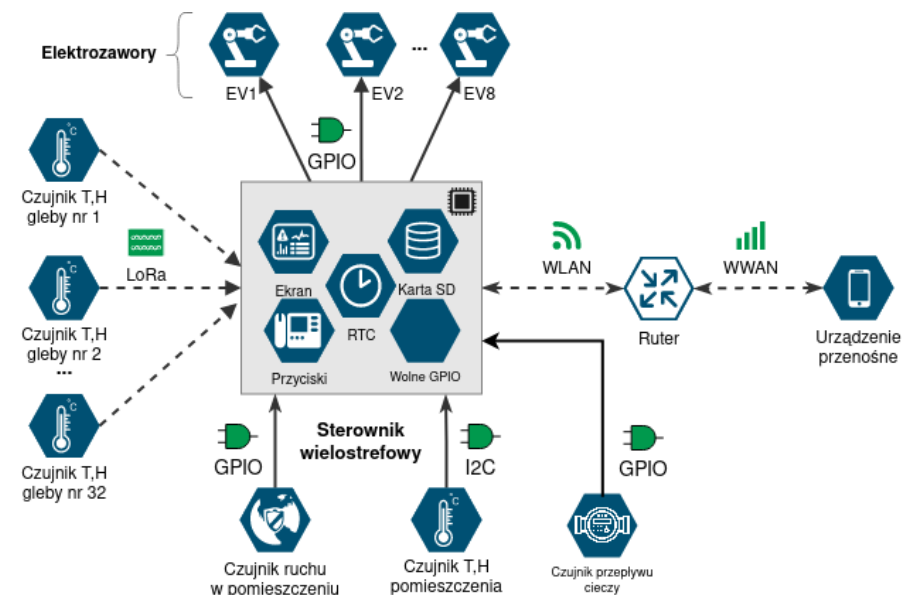 Elektrozawory
...
EV1
EV2
EV8
GPIO
°C
Czujnik T,H
gleby nr 1
LoRa
°C
Czujnik T,H
gleby nr 2
...
°C
Czujnik T,H
gleby nr 32
Ekran
Karta SD
RTC
Przyciski
Wolne GPIO
WLAN
WWAN
Ruter
Urządzenie
przenośne
Sterownik
wielostrefowy
GPIO
I2C
GPIO
Czujnik ruchu
w pomieszczeniu
°C
Czujnik T,H
pomieszczenia
Czujnik przepływu
cieczy